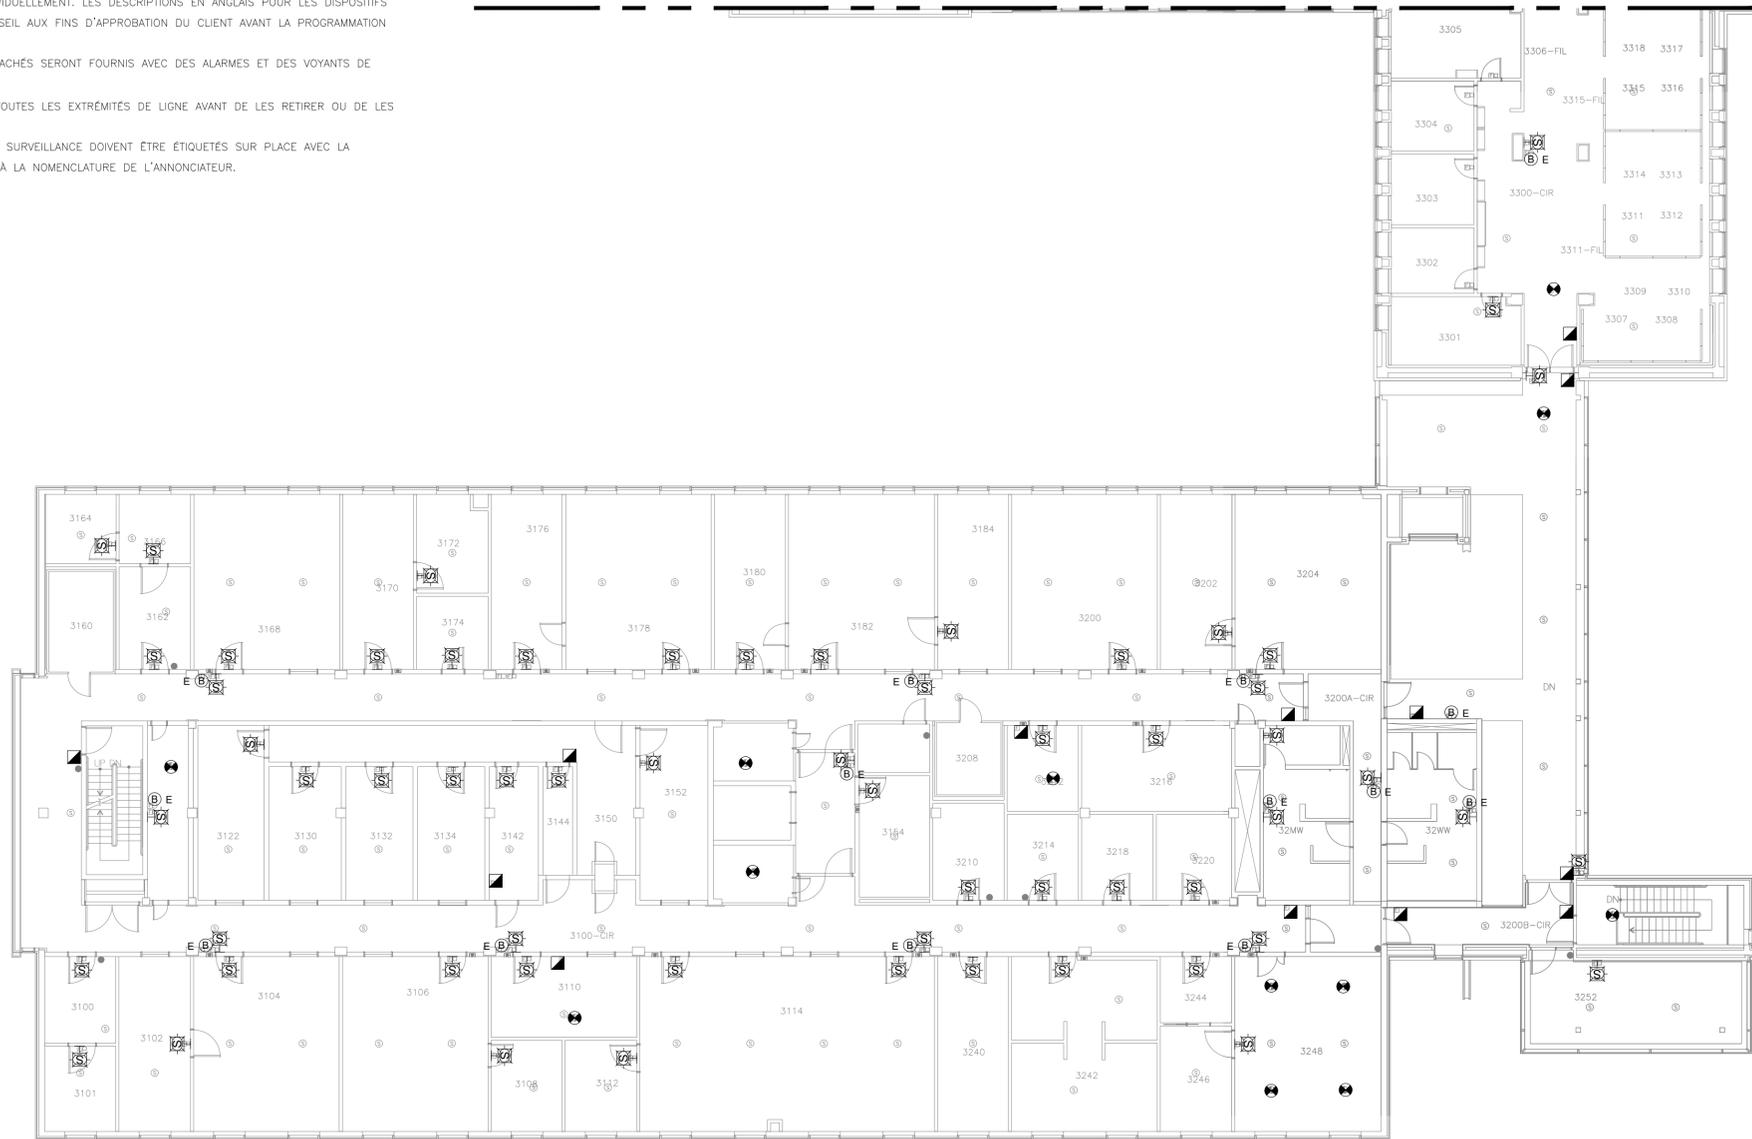 VIDUELLEMENT. LES DESCRIPTIONS EN ANGLAIS POUR LES DISPOSITIFS
SEIL AUX FINS D'APPROBATION DU CLIENT AVANT LA PROGRAMMATION
ACHÉS SERONT FOURNIS AVEC DES ALARMES ET DES VOYANTS DE
TOUTES LES EXTRÉMITÉS DE LIGNE AVANT DE LES RETIRER OU DE LES
SURVEILLANCE DOIVENT ÊTRE ÉTIQUETÉS SUR PLACE AVEC LA
À LA NOMENCLATURE DE L'ANNONCIATEUR.
3305
3306-FIL
3318 3317
3315 3316
3315-FIL
3304
B E
3314 3313
3300-CIR
3303
3311 3312
3311-FIL
3302
3309 3310
3307 3308
3301
3164
3166
3172
3176
3180
3184
3202
3204
3170
3162
3160
3168
3174
3178
3182
3200
E B
E B
E B
3200A-CIR
DN
B E
UP DN
B E
B E
B E
3152
3208
3216
3122
3130
3132
3134
3142
3144
3150
3154
3210
3214
3218
3220
B E
32MW
B E
32WW
3100-CIR
E B
E B
E B
E B
DN
3200B-CIR
3100
3104
3106
3110
3114
3244
3252
3102
3101
3108
3112
3240
3242
3246
3248